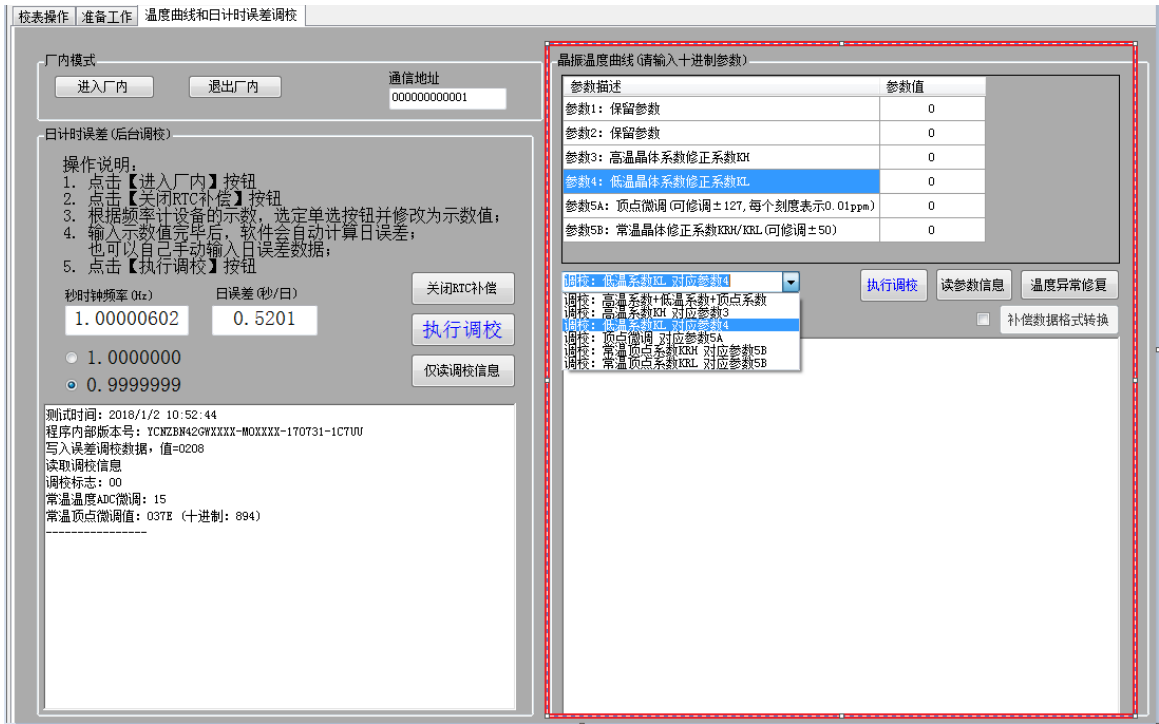 校表操作 准备工作 温度曲线和日计时误差调校
厂内模式
进入厂内 退出厂内
通信地址
000000000001
日计时误差(后台调校)
操作说明:
1. 点击【进入厂内】按钮
2. 点击【关闭RTC补偿】按钮
3. 根据频率计设备的示数, 选定单选按钮并修改为示数值;
4. 输入示数值完毕后, 软件会自动计算日误差;
也可以自己手动输入日误差数据;
5. 点击【执行调校】按钮
秒时钟频率(Hz) 日误差(秒/日)
1.00000602 0.5201
1.0000000
0.9999999
关闭RTC补偿
执行调校
仅读调校信息
测试时间: 2018/1/2 10:52:44
程序内部版本号: YCNZBN42GWXXXX-M0XXXX-170731-1C7UU
写入误差调校数据, 值=0208
读取调校信息
调校标志: 00
常温温度ADC微调: 15
常温顶点微调值: 037E (十进制: 894)
----------------
晶振温度曲线(请输入十进制参数)
参数描述 参数值
参数1: 保留参数 0
参数2: 保留参数 0
参数3: 高温晶体系数修正系数KH 0
参数4: 低温晶体系数修正系数KL 0
参数5A: 顶点微调(可修调±127,每个刻度表示0.01ppm) 0
参数5B: 常温晶体修正系数KRH/KRL(可修调±50) 0
调校: 低温系数KL 对应参数4
执行调校 读参数信息 温度异常修复
补偿数据格式转换
调校: 高温系数+低温系数+顶点系数
调校: 高温系数KH 对应参数3
调校: 低温系数KL 对应参数4
调校: 顶点微调 对应参数5A
调校: 常温顶点系数KRH 对应参数5B
调校: 常温顶点系数KRL 对应参数5B